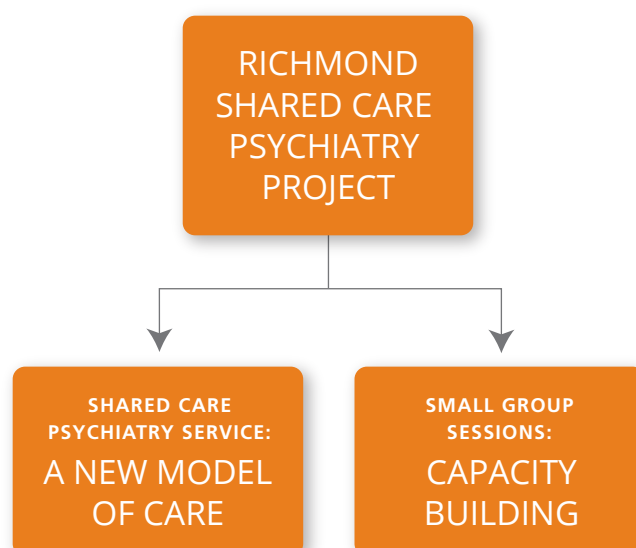 RICHMOND
SHARED CARE
PSYCHIATRY
PROJECT
SHARED CARE
PSYCHIATRY SERVICE:
A NEW MODEL
OF CARE
SMALL GROUP
SESSIONS:
CAPACITY
BUILDING